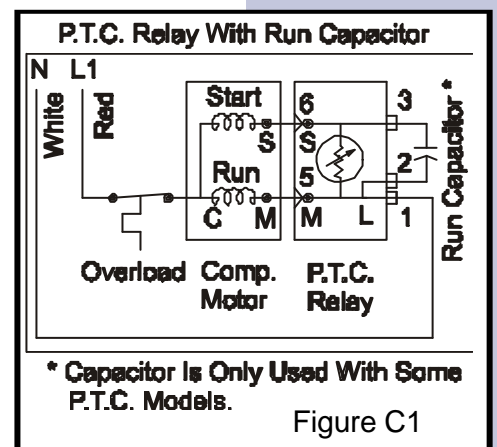 P.T.C. Relay With Run Capacitor
N L1
White
Red
Start
S
Run
C M
6
S
5
M
L
3
2
1
Run Capacitor *
Overload
Comp.
Motor
P.T.C.
Relay
* Capacitor Is Only Used With Some
P.T.C. Models.
Figure C1